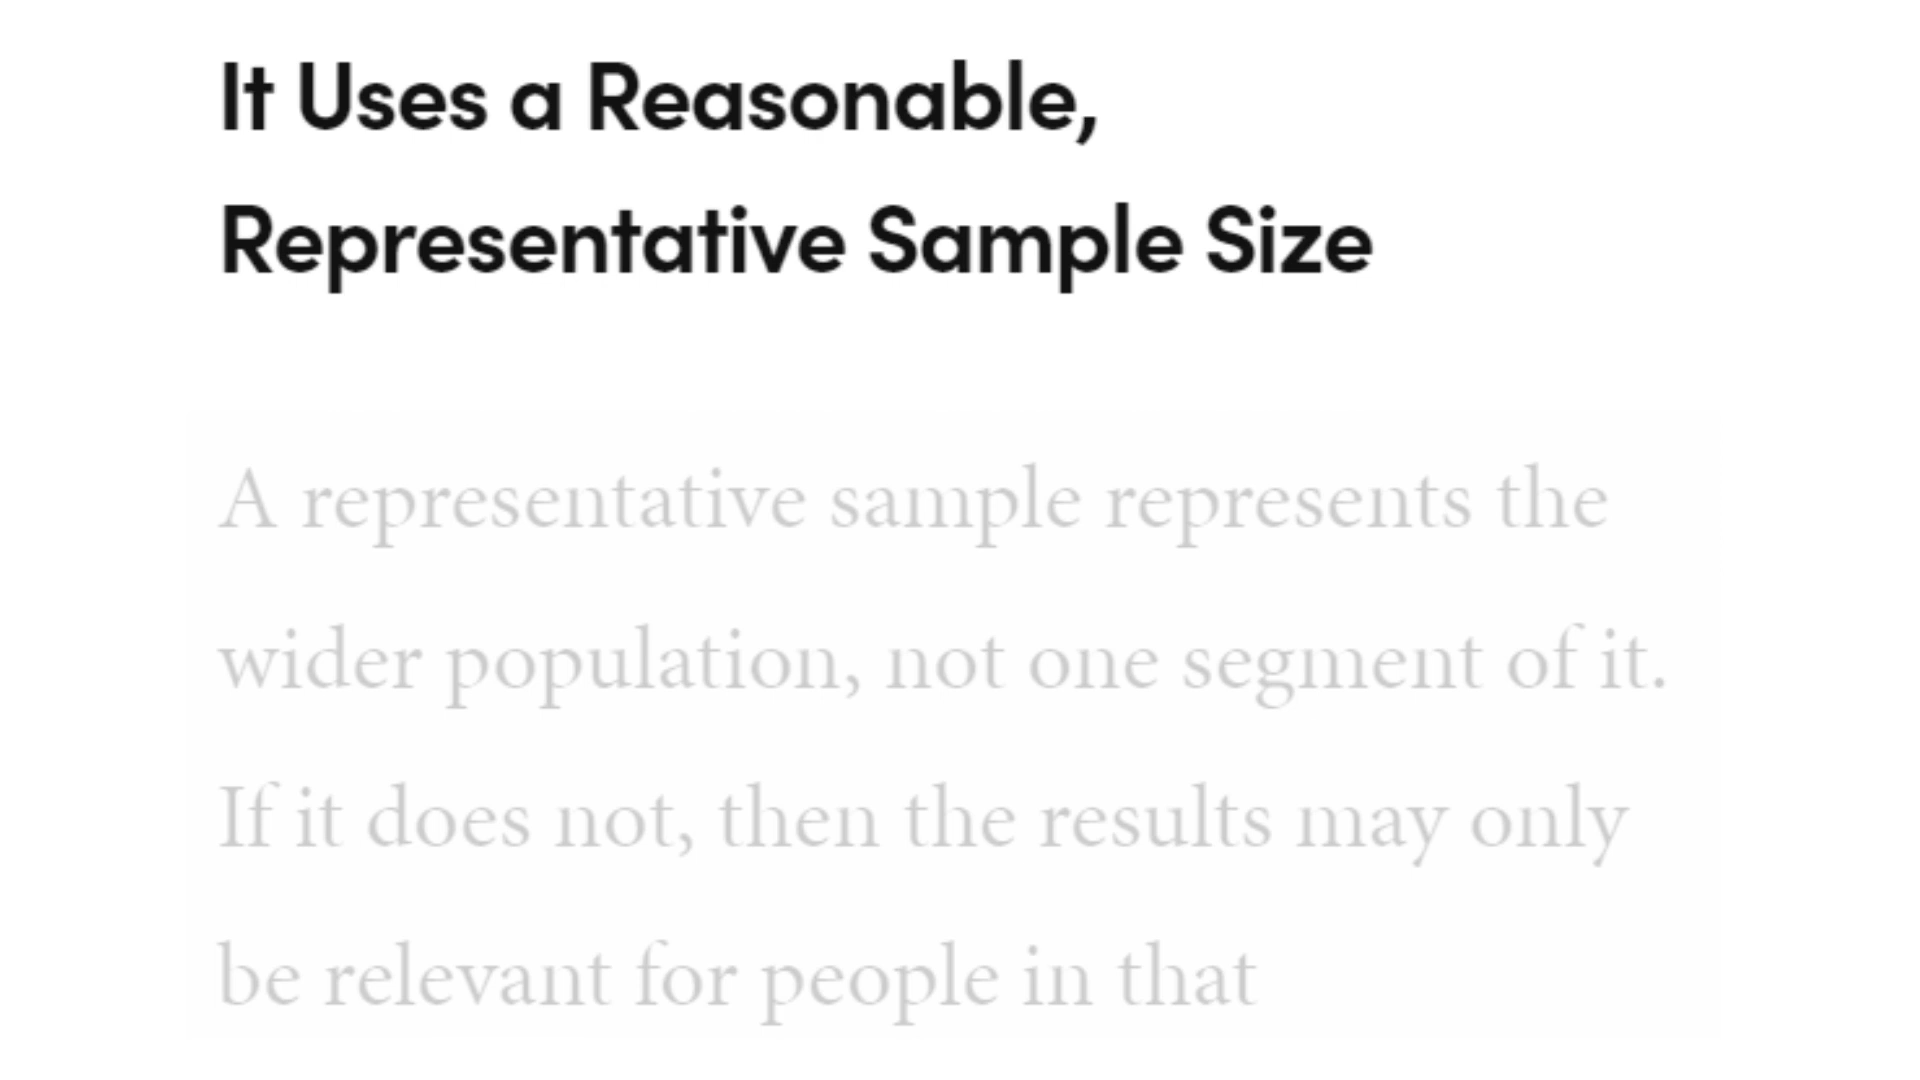 It Uses a Reasonable,
Representative Sample Size
A representative sample represents the
wider population, not one segment of it.
If it does not, then the results may only
be relevant for people in that